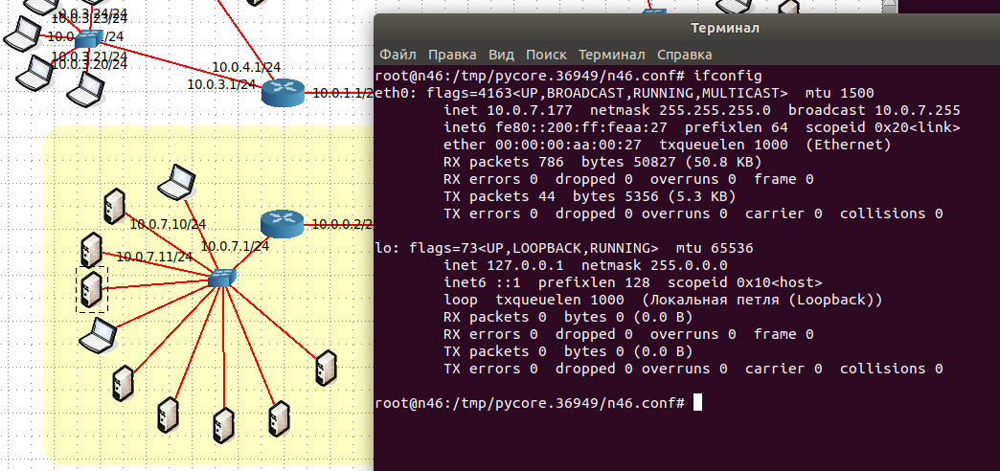 10.0.3.24/24
10.0.3.23/24
10.0.
1/24
10.0.3.21/24
10.0.3.20/24
10.0.4.1/24
10.0.3.1/24
10.0.1.1/2
10.0.7.10/24
10.0.7.1/24
10.0.0.2/2
10.0.7.11/24
Терминал
Файл Правка Вид Поиск Терминал Справка
root@n46:/tmp/pycore.36949/n46.conf# ifconfig
eth0: flags=4163<UP,BROADCAST,RUNNING,MULTICAST>  mtu 1500
        inet 10.0.7.177  netmask 255.255.255.0  broadcast 10.0.7.255
        inet6 fe80::200:ff:feaa:27  prefixlen 64  scopeid 0x20<link>
        ether 00:00:00:aa:00:27  txqueuelen 1000  (Ethernet)
        RX packets 786  bytes 50827 (50.8 KB)
        RX errors 0  dropped 0  overruns 0  frame 0
        TX packets 44  bytes 5356 (5.3 KB)
        TX errors 0  dropped 0 overruns 0  carrier 0  collisions 0

lo: flags=73<UP,LOOPBACK,RUNNING>  mtu 65536
        inet 127.0.0.1  netmask 255.0.0.0
        inet6 ::1  prefixlen 128  scopeid 0x10<host>
        loop  txqueuelen 1000  (Локальная петля (Loopback))
        RX packets 0  bytes 0 (0.0 B)
        RX errors 0  dropped 0  overruns 0  frame 0
        TX packets 0  bytes 0 (0.0 B)
        TX errors 0  dropped 0 overruns 0  carrier 0  collisions 0

root@n46:/tmp/pycore.36949/n46.conf#